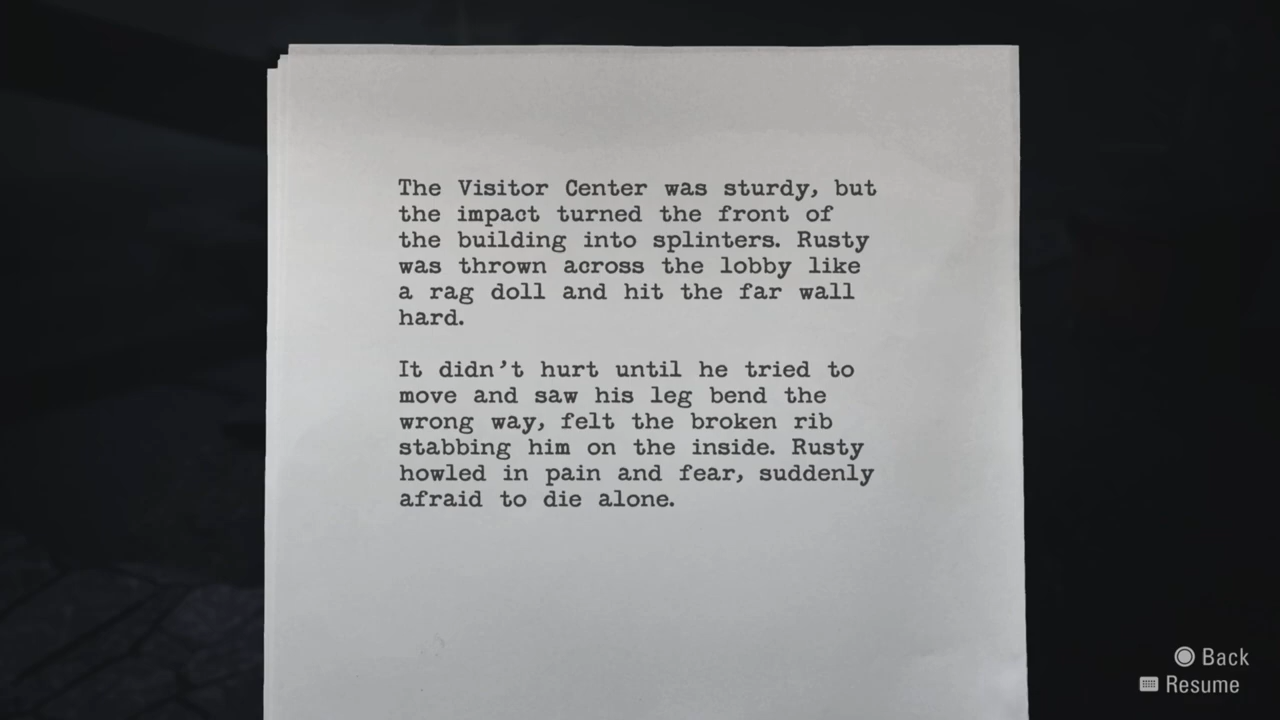 The Visitor Center was sturdy, but
the impact turned the front of
the building into splinters. Rusty
was thrown across the lobby like
a rag doll and hit the far wall
hard.
It didn't hurt until he tried to
move and saw his leg bend the
wrong way, felt the broken rib
stabbing him on the inside. Rusty
howled in pain and fear, suddenly
afraid to die alone.
Back
Resume